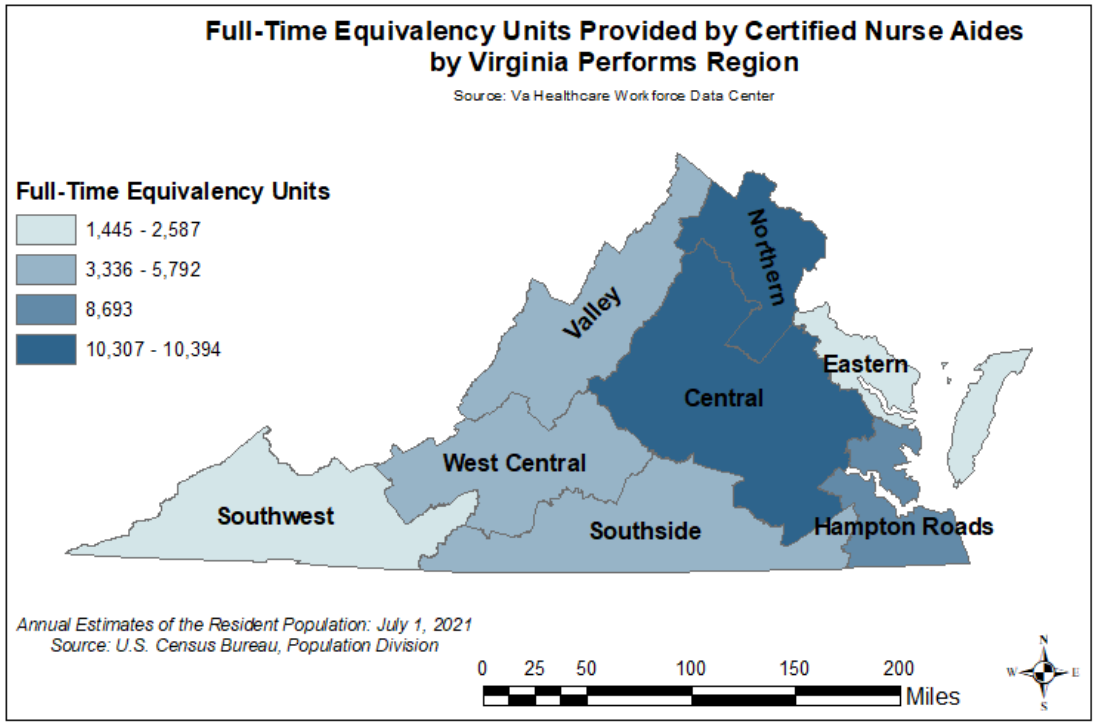 Full-Time Equivalency Units Provided by Certified Nurse Aides
by Virginia Performs Region
Source: Va Healthcare Workforce Data Center
Full-Time Equivalency Units
1,445 - 2,587
3,336 - 5,792
8,693
10,307 - 10,394
Northern
Valley
Eastern
Central
West Central
Southwest
Southside
Hampton Roads
Annual Estimates of the Resident Population: July 1, 2021
Source: U.S. Census Bureau, Population Division
0 25 50 100 150 200
Miles
N
W E
S